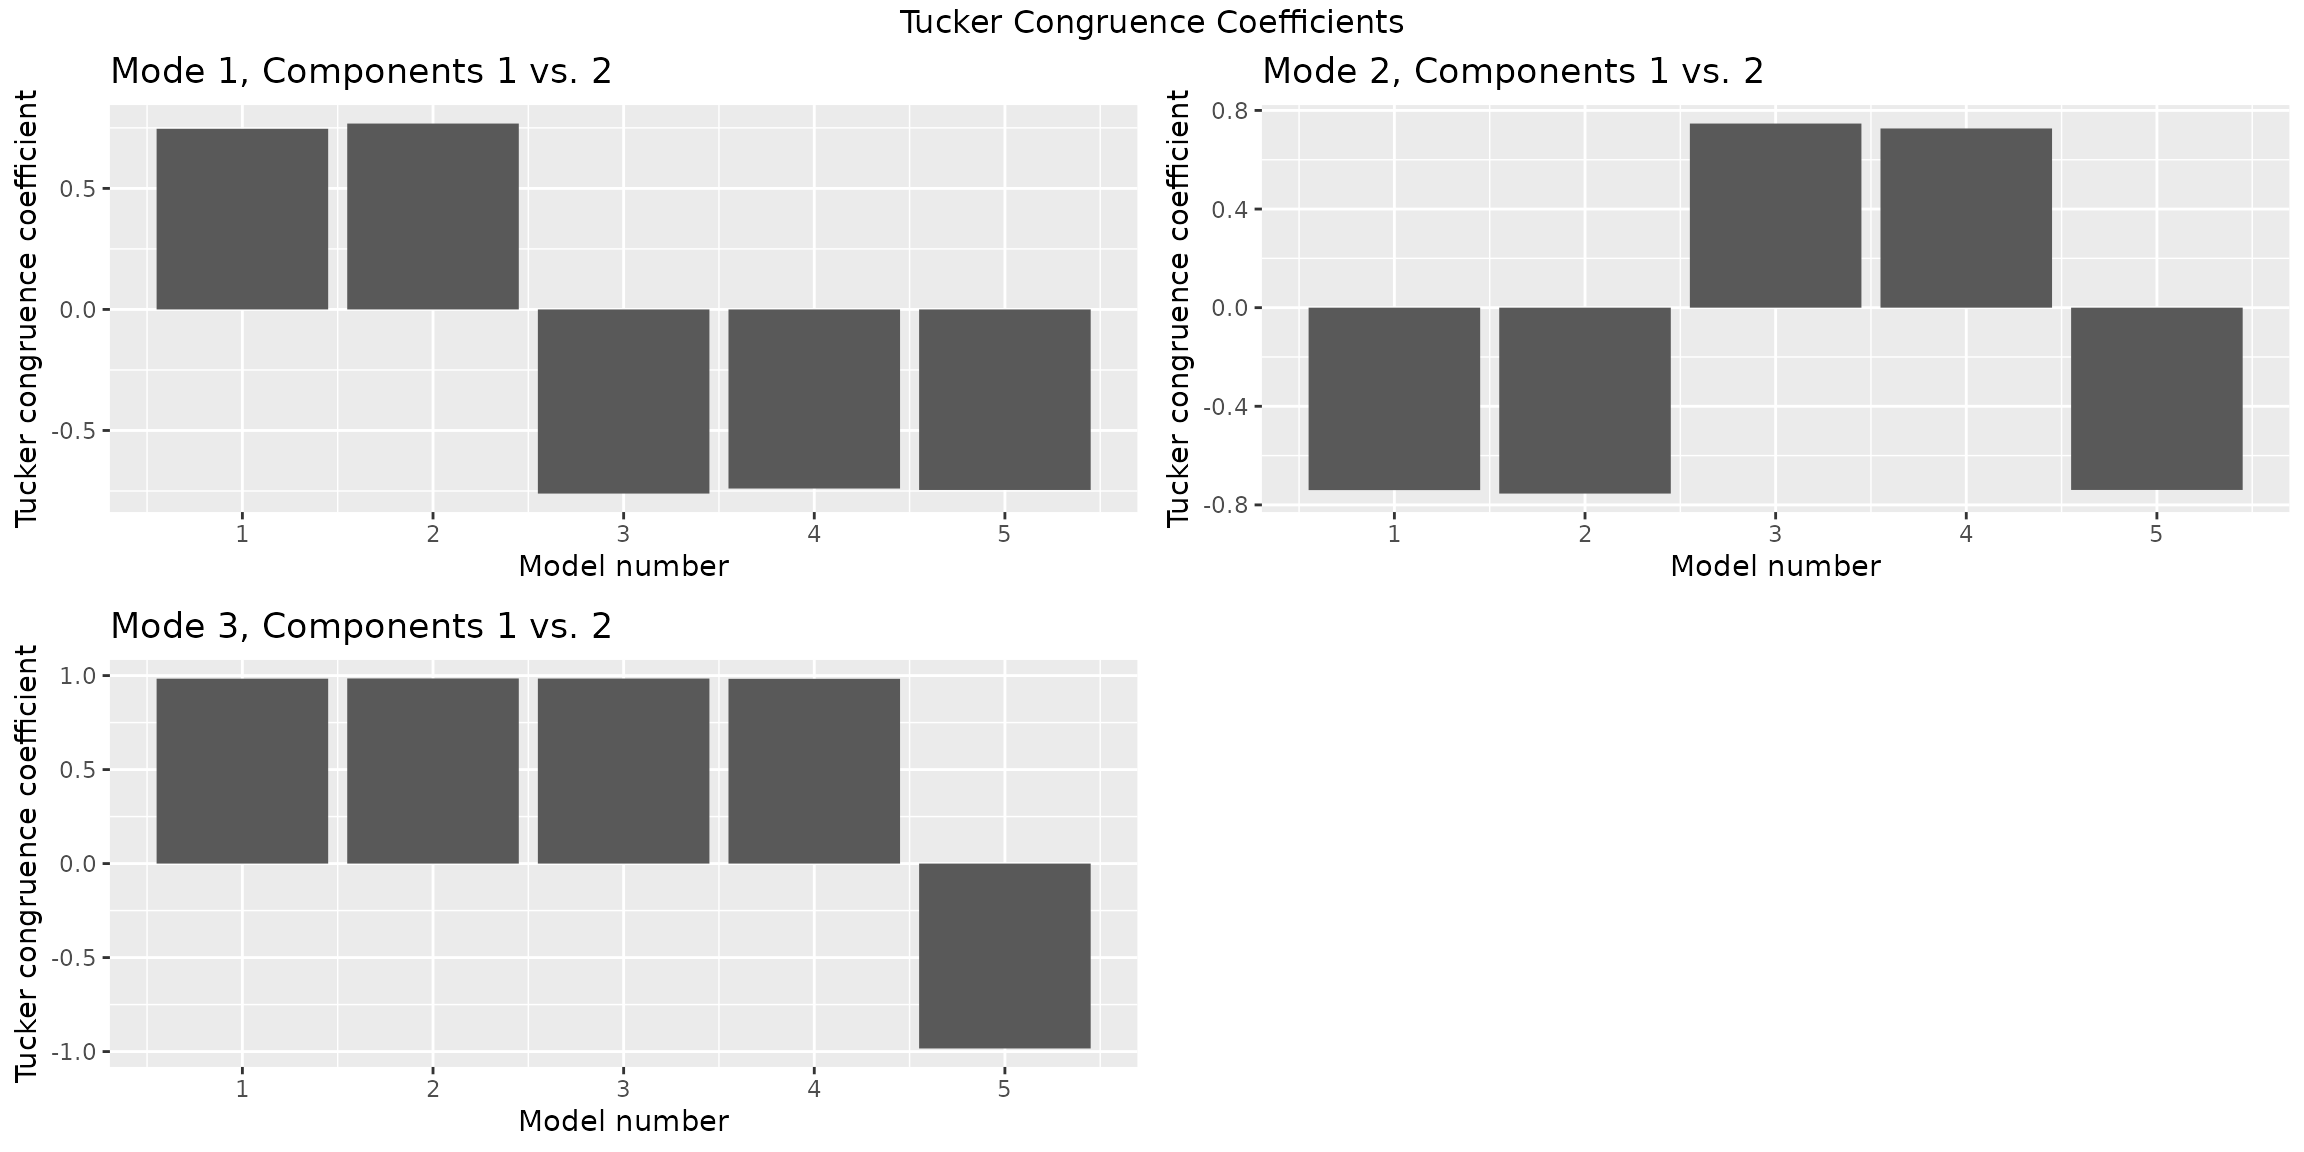 Tucker Congruence Coefficients
Mode 1, Components 1 vs. 2
Tucker congruence coefficient
0.5
0.0
-0.5
1 2 3 4 5
Model number
Mode 2, Components 1 vs. 2
Tucker congruence coefficient
0.8
0.4
0.0
-0.4
-0.8
1 2 3 4 5
Model number
Mode 3, Components 1 vs. 2
Tucker congruence coefficient
1.0
0.5
0.0
-0.5
-1.0
1 2 3 4 5
Model number